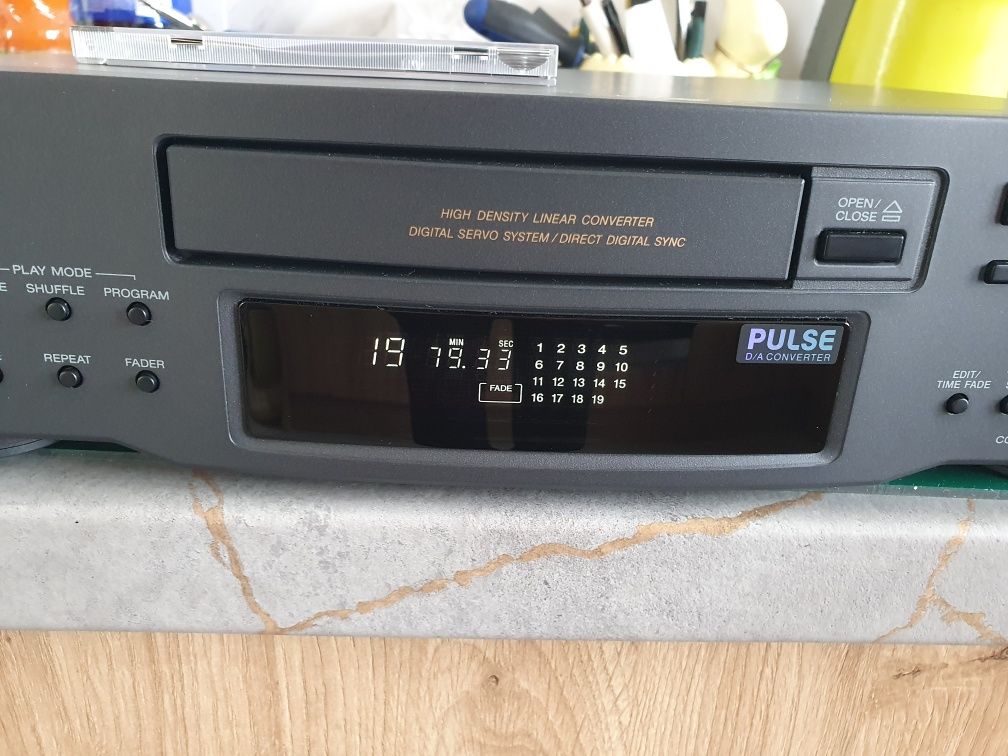 HIGH DENSITY LINEAR CONVERTER
DIGITAL SERVO SYSTEM / DIRECT DIGITAL SYNC
OPEN/
CLOSE
PLAY MODE
SHUFFLE PROGRAM
REPEAT FADER
MIN SEC
19 79.33
FADE
1 2 3 4 5
6 7 8 9 10
11 12 13 14 15
16 17 18 19
PULSE
D/A CONVERTER
EDIT/
TIME FADE